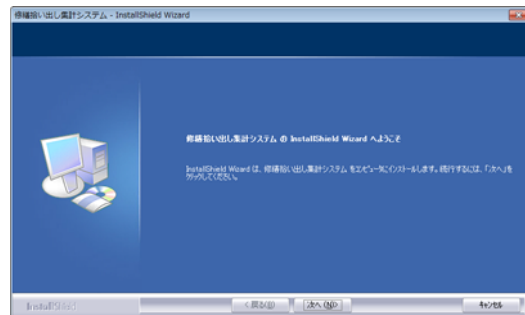 修繕拾い出し集計システム - InstallShield Wizard
修繕拾い出し集計システム の InstallShield Wizard へようこそ
InstallShield Wizard は、修繕拾い出し集計システム をコンピュータにインストールします。続行するには、「次へ」を
クリックしてください。
InstallShield
< 戻る(B)
次へ(N)>
キャンセル